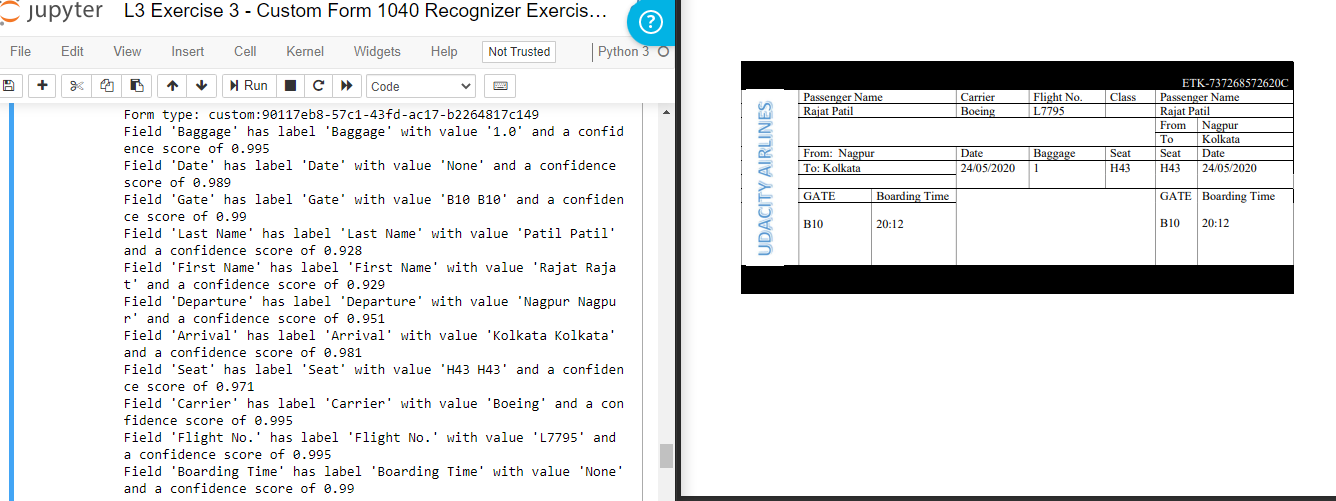 jupyter L3 Exercise 3 - Custom Form 1040 Recognizer Exercis...
?
File Edit View Insert Cell Kernel Widgets Help Not Trusted Python 3
Run Code
Form type: custom:90117eb8-57c1-43fd-ac17-b2264817c149
Field 'Baggage' has label 'Baggage' with value '1.0' and a confid
ence score of 0.995
Field 'Date' has label 'Date' with value 'None' and a confidence
score of 0.989
Field 'Gate' has label 'Gate' with value 'B10 B10' and a confiden
ce score of 0.99
Field 'Last Name' has label 'Last Name' with value 'Patil Patil'
and a confidence score of 0.928
Field 'First Name' has label 'First Name' with value 'Rajat Raja
t' and a confidence score of 0.929
Field 'Departure' has label 'Departure' with value 'Nagpur Nagpu
r' and a confidence score of 0.951
Field 'Arrival' has label 'Arrival' with value 'Kolkata Kolkata'
and a confidence score of 0.981
Field 'Seat' has label 'Seat' with value 'H43 H43' and a confiden
ce score of 0.971
Field 'Carrier' has label 'Carrier' with value 'Boeing' and a con
fidence score of 0.995
Field 'Flight No.' has label 'Flight No.' with value 'L7795' and
a confidence score of 0.995
Field 'Boarding Time' has label 'Boarding Time' with value 'None'
and a confidence score of 0.99
ETK-737268572620C
UDACITY AIRLINES
Passenger Name Carrier Flight No. Class Passenger Name
Rajat Patil Boeing L7795 Rajat Patil
From Nagpur
To Kolkata
From: Nagpur Date Baggage Seat Seat Date
To: Kolkata 24/05/2020 1 H43 H43 24/05/2020
GATE Boarding Time GATE Boarding Time
B10 20:12 B10 20:12